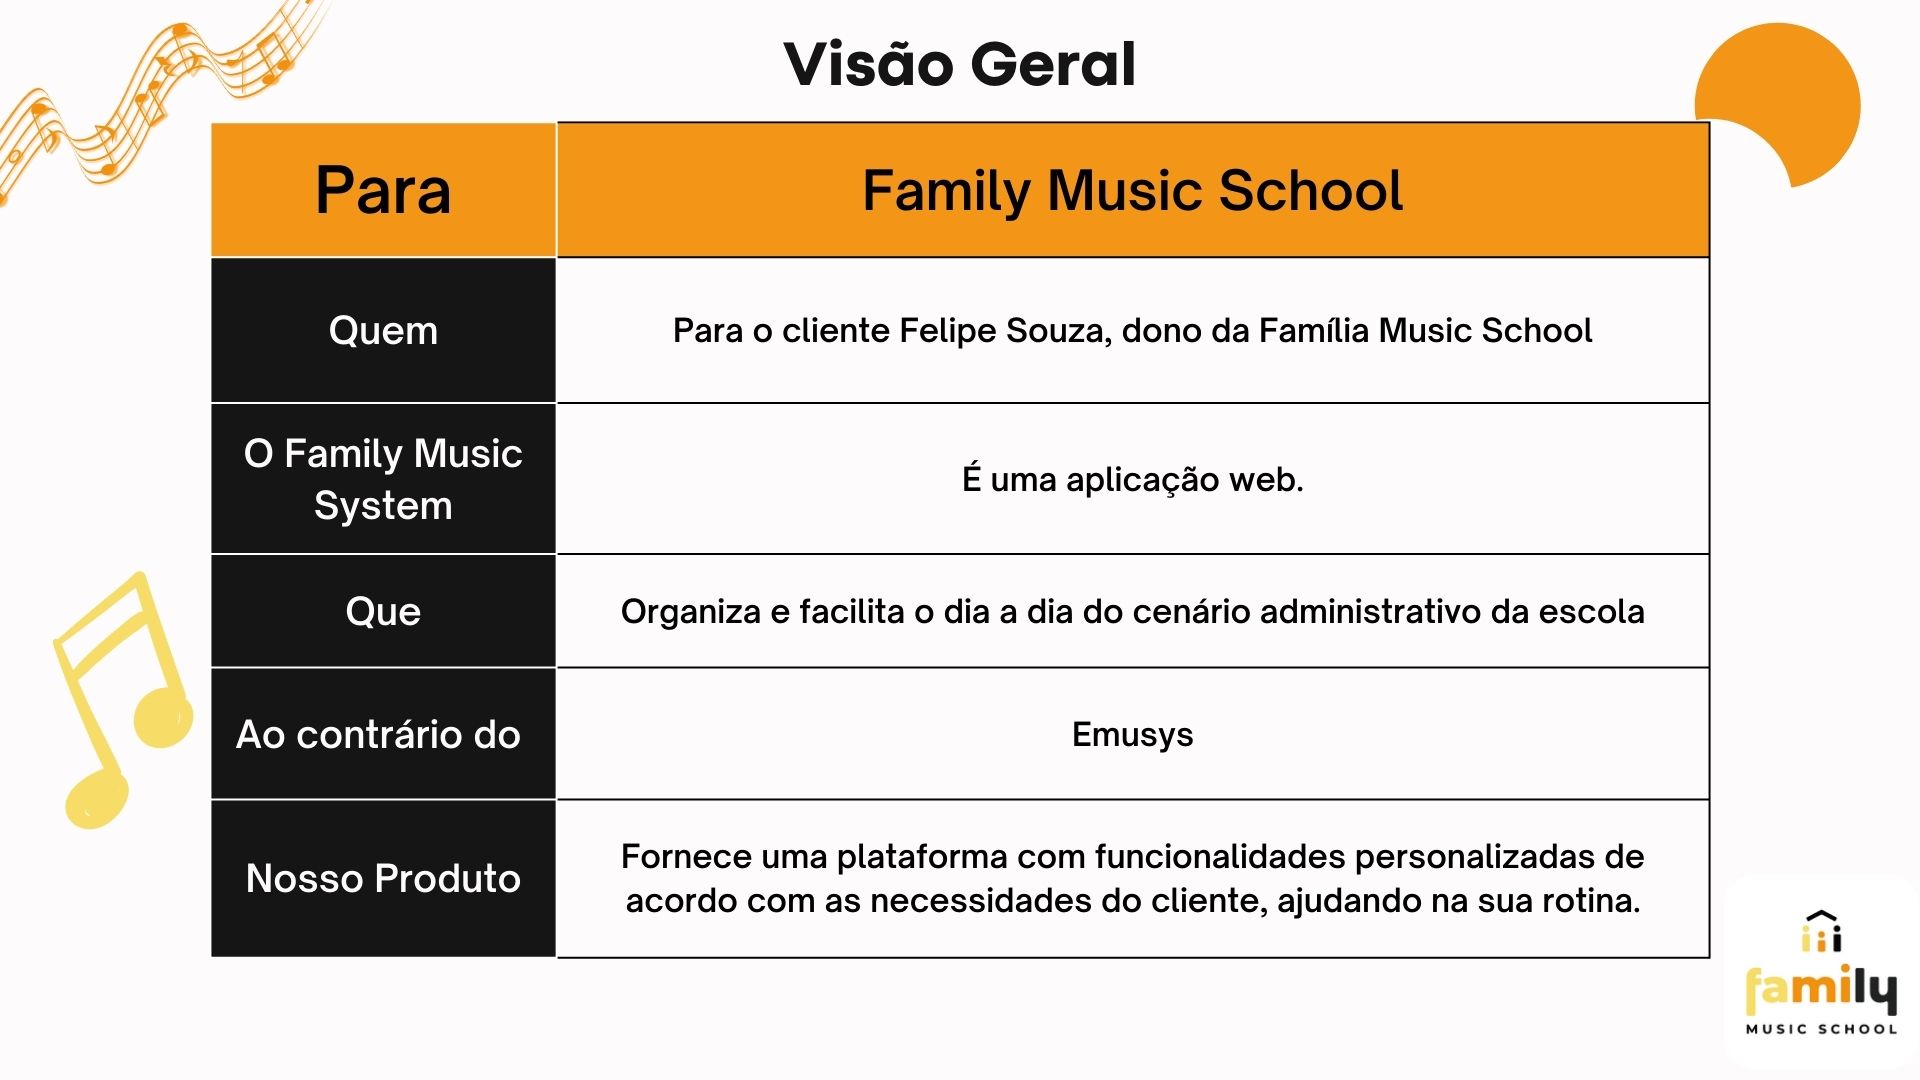 Visão Geral
Para
Family Music School
Quem
Para o cliente Felipe Souza, dono da Família Music School
O Family Music
System
É uma aplicação web.
Que
Organiza e facilita o dia a dia do cenário administrativo da escola
Ao contrário do
Emusys
Nosso Produto
Fornece uma plataforma com funcionalidades personalizadas de
acordo com as necessidades do cliente, ajudando na sua rotina.
family
MUSIC SCHOOL